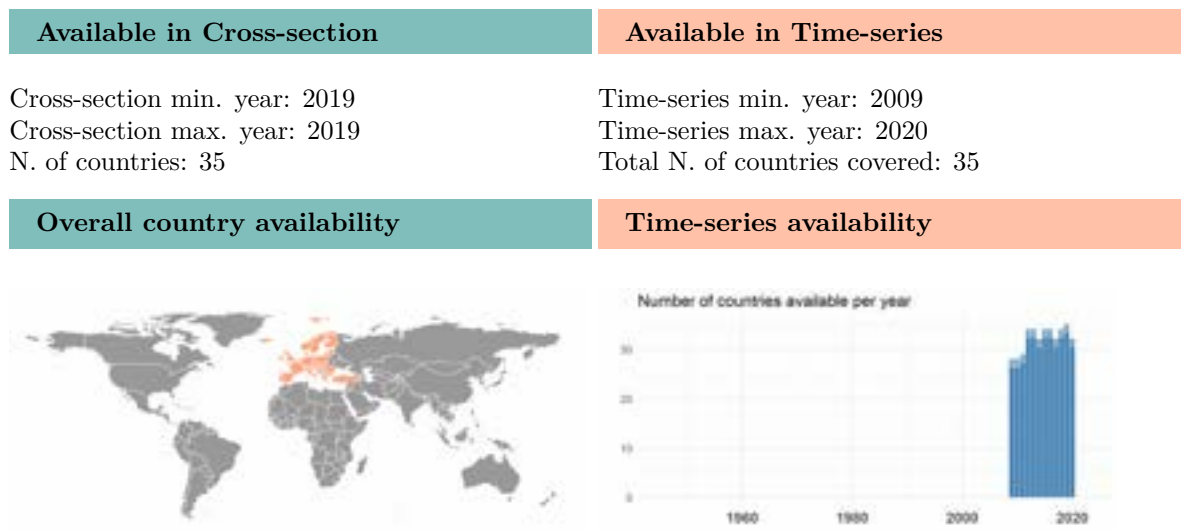 Available in Cross-section
Available in Time-series
Cross-section min. year: 2019
Cross-section max. year: 2019
N. of countries: 35
Time-series min. year: 2009
Time-series max. year: 2020
Total N. of countries covered: 35
Overall country availability
Time-series availability
Number of countries available per year
30
20
10
0
1960
1980
2000
2020